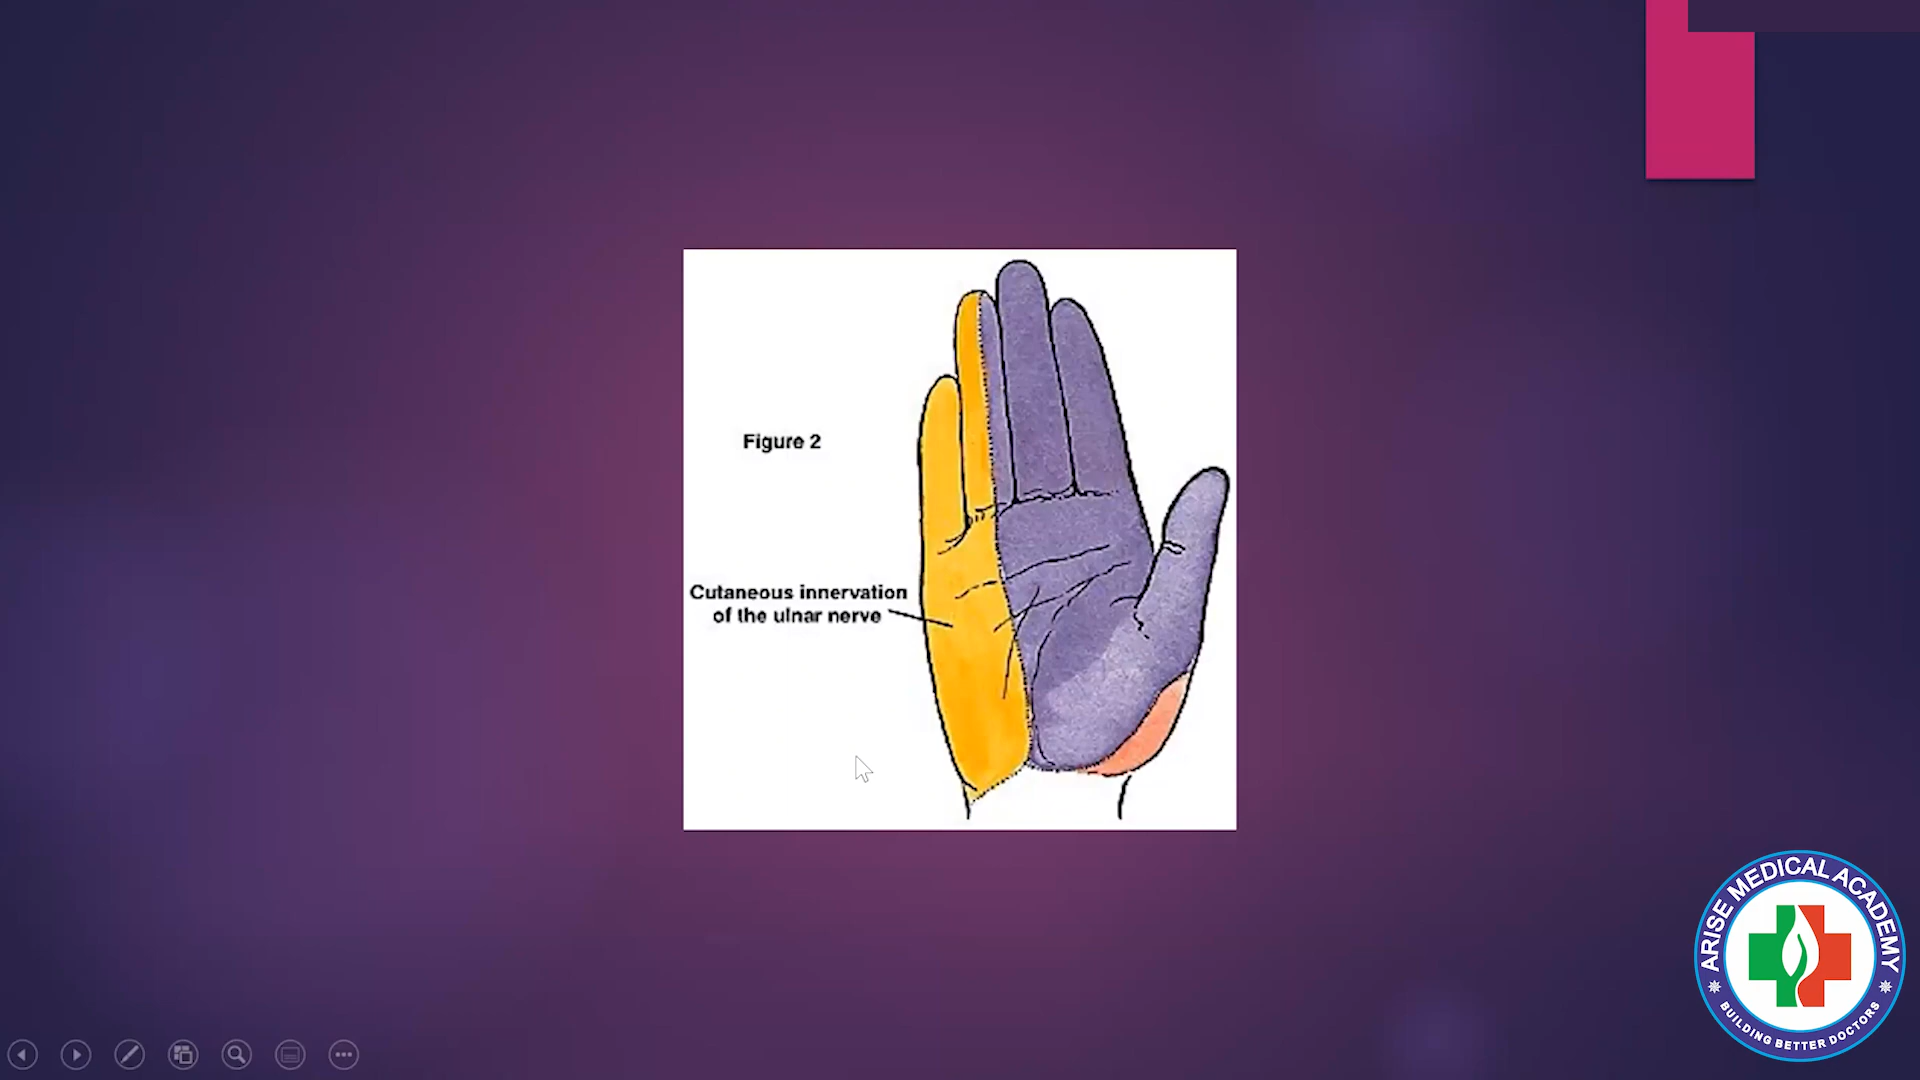 Figure 2
Cutaneous innervation
of the ulnar nerve
ARISE MEDICAL ACADEMY
BUILDING BETTER DOCTORS